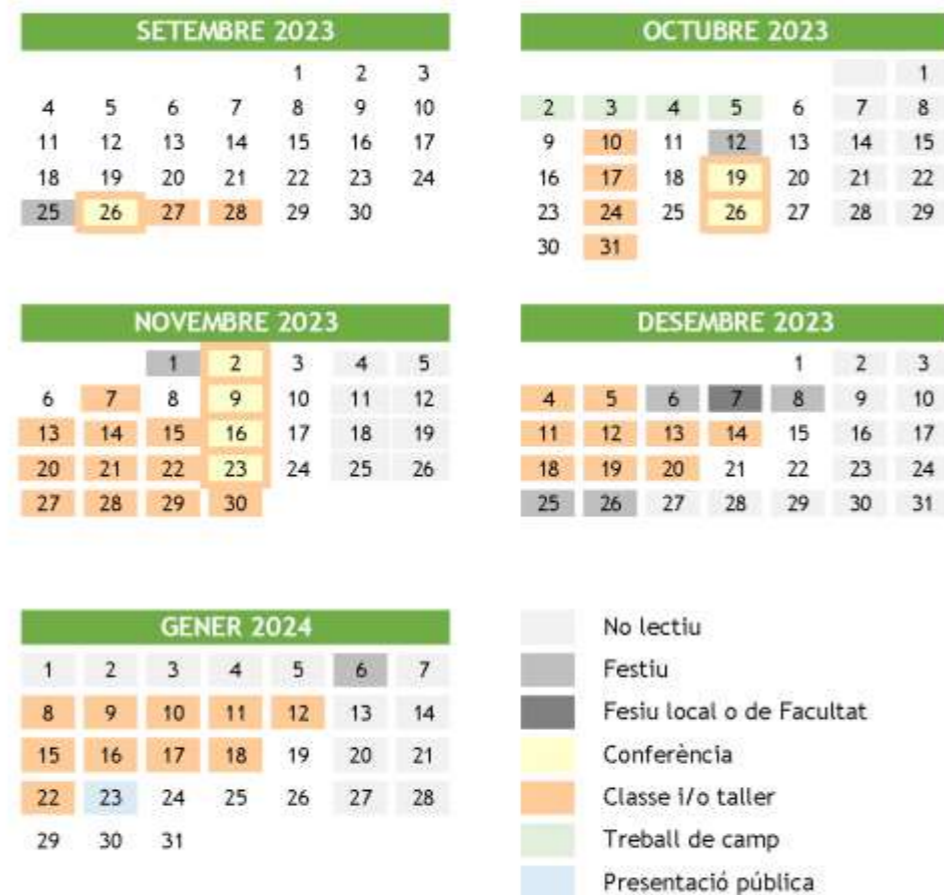 SETEMBRE 2023
1 2 3
4 5 6 7 8 9 10
11 12 13 14 15 16 17
18 19 20 21 22 23 24
25 26 27 28 29 30
OCTUBRE 2023
1
2 3 4 5 6 7 8
9 10 11 12 13 14 15
16 17 18 19 20 21 22
23 24 25 26 27 28 29
30 31
NOVEMBRE 2023
1 2 3 4 5
6 7 8 9 10 11 12
13 14 15 16 17 18 19
20 21 22 23 24 25 26
27 28 29 30
DESEMBRE 2023
1 2 3
4 5 6 7 8 9 10
11 12 13 14 15 16 17
18 19 20 21 22 23 24
25 26 27 28 29 30 31
GENER 2024
1 2 3 4 5 6 7
8 9 10 11 12 13 14
15 16 17 18 19 20 21
22 23 24 25 26 27 28
29 30 31
No lectiu
Festiu
Fesiu local o de Facultat
Conferència
Classe i/o taller
Treball de camp
Presentació pública